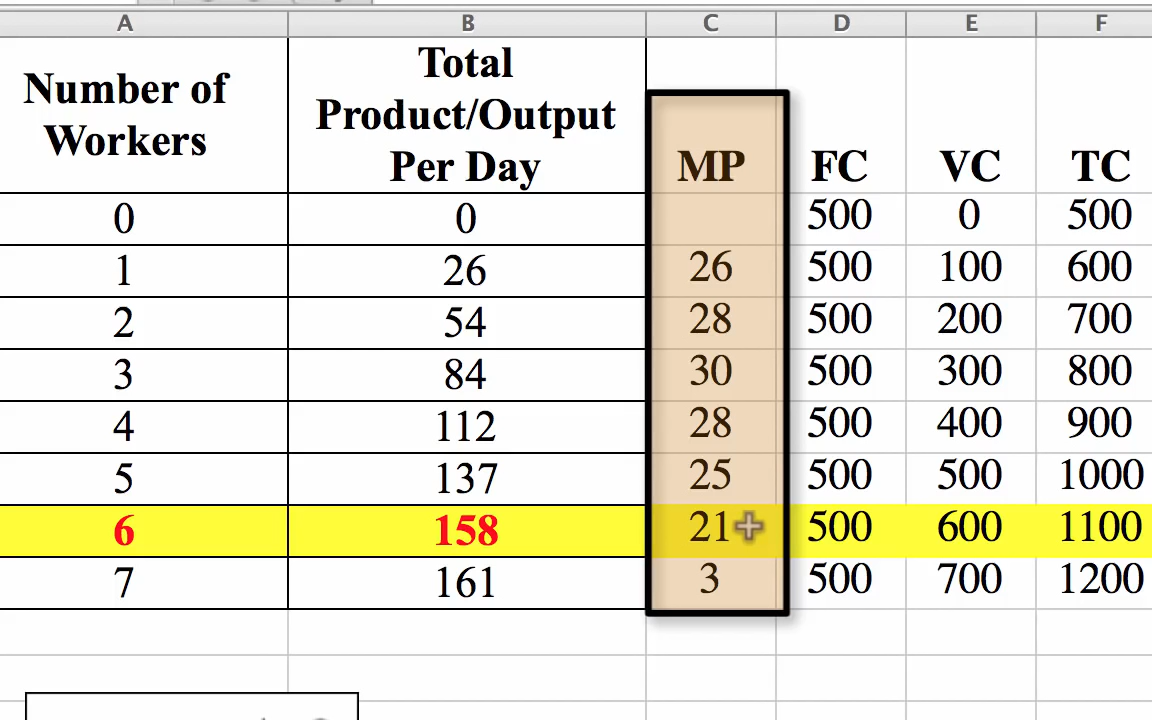 A B C D E F
Number of Workers Total Product/Output Per Day MP FC VC TC
0 0 500 0 500
1 26 26 500 100 600
2 54 28 500 200 700
3 84 30 500 300 800
4 112 28 500 400 900
5 137 25 500 500 1000
6 158 21 500 600 1100
7 161 3 500 700 1200